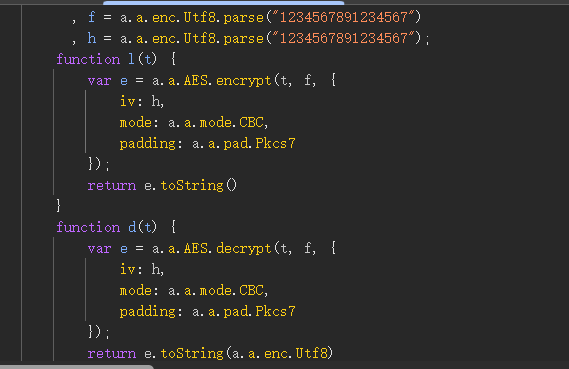 , f = a.a.enc.Utf8.parse("1234567891234567")
, h = a.a.enc.Utf8.parse("1234567891234567");
function l(t) {
var e = a.a.AES.encrypt(t, f, {
iv: h,
mode: a.a.mode.CBC,
padding: a.a.pad.Pkcs7
});
return e.toString()
}
function d(t) {
var e = a.a.AES.decrypt(t, f, {
iv: h,
mode: a.a.mode.CBC,
padding: a.a.pad.Pkcs7
});
return e.toString(a.a.enc.Utf8)